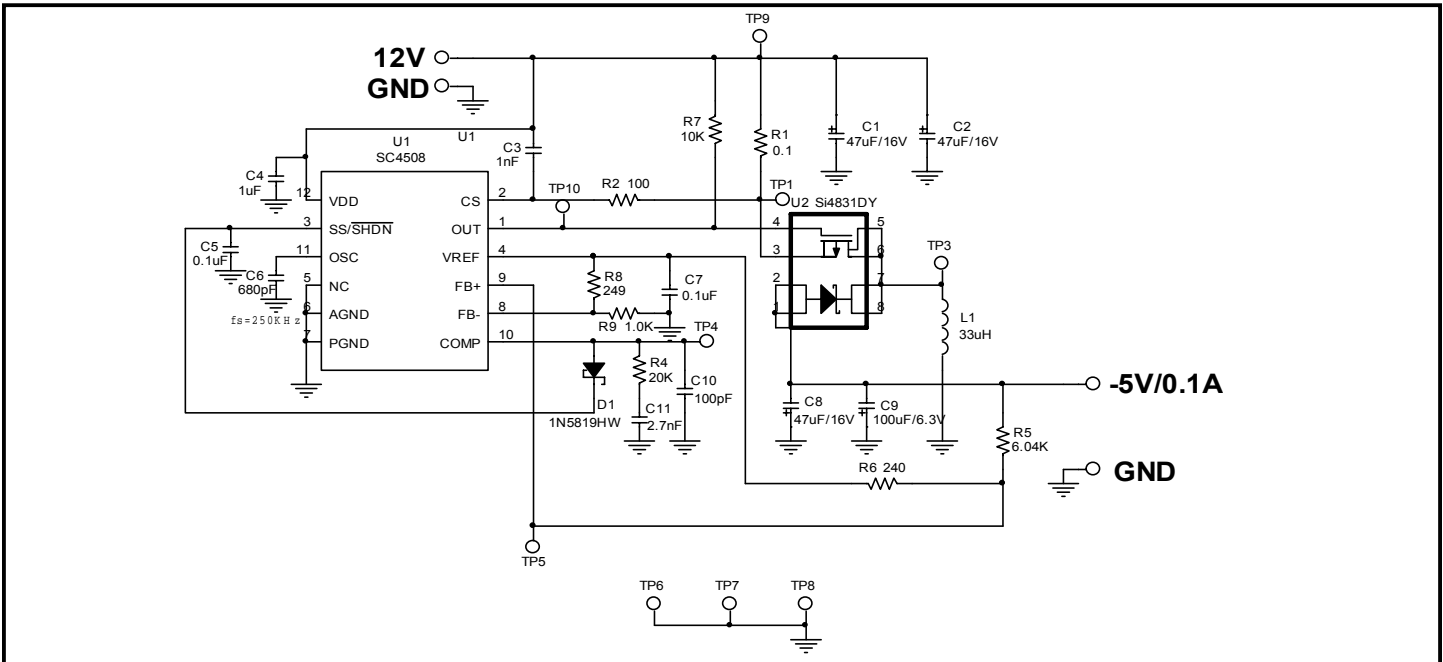 TP9
12V
GND
U1
U1
SC4508
C3
1nF
R7
10K
R1
0.1
C1
47uF/16V
C2
47uF/16V
C4
1uF
12
VDD
CS
2
TP10
R2 100
TP1
U2 Si4831DY
3
SS/SHDN
OUT
1
4
5
C5
0.1uF
11
OSC
VREF
4
3
6
TP3
C6
680pF
5
NC
FB+
9
R8
249
C7
0.1uF
2
7
6
AGND
FB-
8
R9 1.0K
1
8
fs=250KHz
7
PGND
COMP
10
TP4
L1
33uH
R4
20K
C10
100pF
D1
1N5819HW
C11
2.7nF
-5V/0.1A
C8
47uF/16V
C9
100uF/6.3V
R5
6.04K
R6 240
GND
TP5
TP6
TP7
TP8